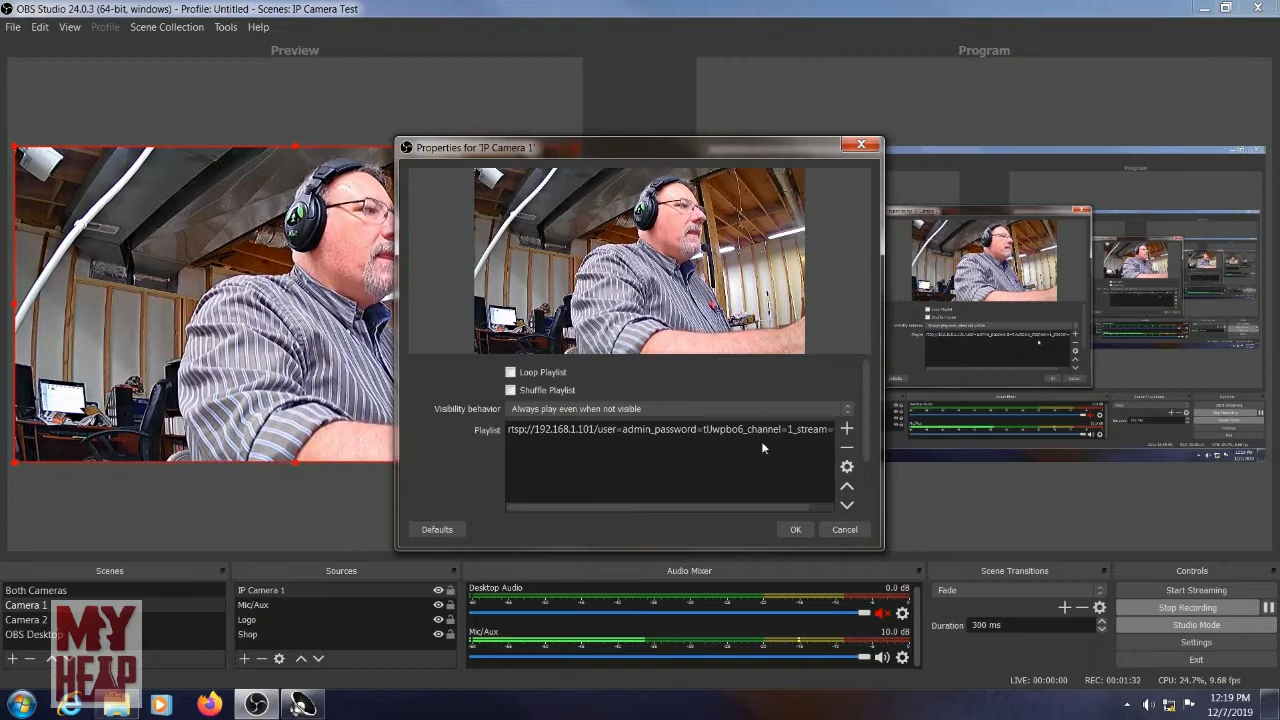 OBS Studio 24.0.3 (64-bit, windows) - Profile: Untitled - Scenes: IP Camera Test
File Edit View Profile Scene Collection Tools Help
Preview
Program
Properties for 'IP Camera 1'
Loop Playlist
Shuffle Playlist
Visibility behavior Always play even when not visible
Playlist rtsp://192.168.1.101/user=admin_password=tlJwpbo6_channel=1_stream=
Defaults OK Cancel
Scenes
Both Cameras
Camera 1
Camera 2
OBS Desktop
Sources
IP Camera 1
Mic/Aux
Logo
Shop
Audio Mixer
Desktop Audio 0.0 dB
Mic/Aux 10.0 dB
Scene Transitions
Fade
Duration 300 ms
Controls
Start Streaming
Stop Recording
Studio Mode
Settings
Exit
LIVE: 00:00:00 REC: 00:01:32 CPU: 24.7%, 9.68 fps
MY
HEAP
12:19 PM
12/7/2019